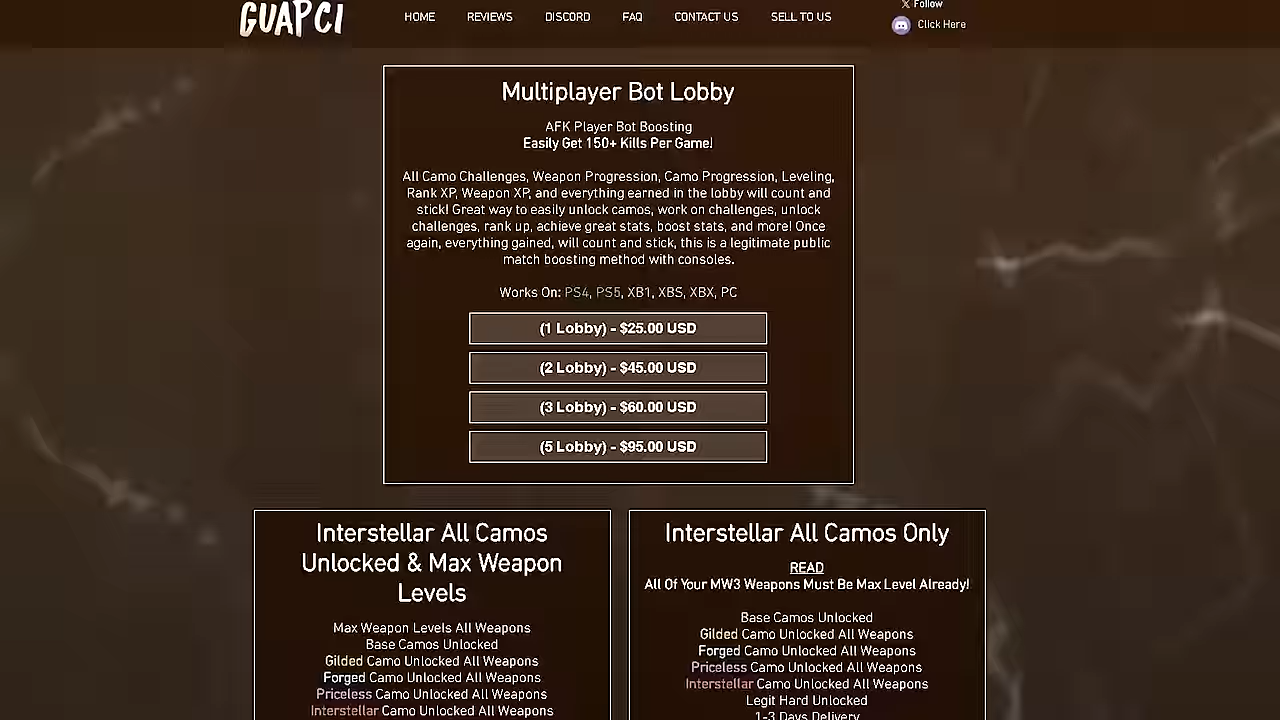 GUAPCI
HOME REVIEWS DISCORD FAQ CONTACT US SELL TO US
X Follow
Click Here
Multiplayer Bot Lobby
AFK Player Bot Boosting
Easily Get 150+ Kills Per Game!
All Camo Challenges, Weapon Progression, Camo Progression, Leveling,
Rank XP, Weapon XP, and everything earned in the lobby will count and
stick! Great way to easily unlock camos, work on challenges, unlock
challenges, rank up, achieve great stats, boost stats, and more! Once
again, everything gained, will count and stick, this is a legitimate public
match boosting method with consoles.
Works On: PS4, PS5, XB1, XBS, XBX, PC
(1 Lobby) - $25.00 USD
(2 Lobby) - $45.00 USD
(3 Lobby) - $60.00 USD
(5 Lobby) - $95.00 USD
Interstellar All Camos
Unlocked & Max Weapon
Levels
Max Weapon Levels All Weapons
Base Camos Unlocked
Gilded Camo Unlocked All Weapons
Forged Camo Unlocked All Weapons
Priceless Camo Unlocked All Weapons
Interstellar Camo Unlocked All Weapons
Interstellar All Camos Only
READ
All Of Your MW3 Weapons Must Be Max Level Already!
Base Camos Unlocked
Gilded Camo Unlocked All Weapons
Forged Camo Unlocked All Weapons
Priceless Camo Unlocked All Weapons
Interstellar Camo Unlocked All Weapons
Legit Hard Unlocked
1-3 Days Delivery